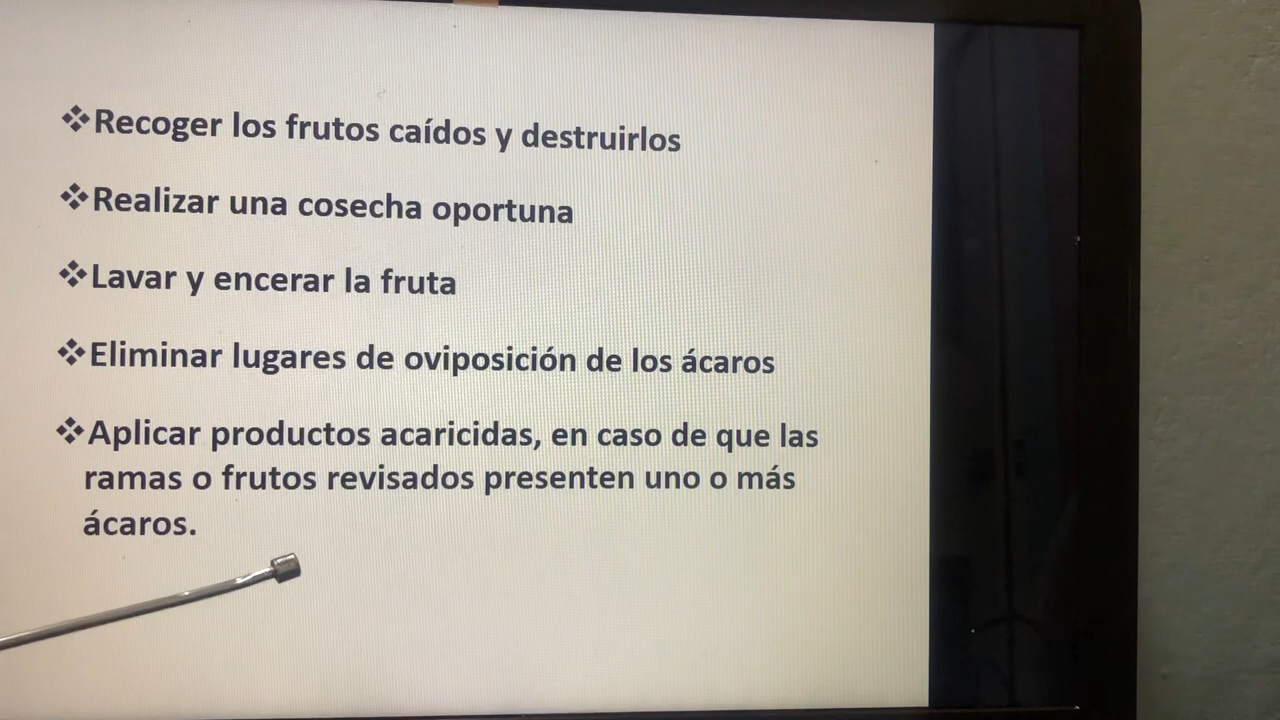 ❖Recoger los frutos caídos y destruirlos
❖Realizar una cosecha oportuna
❖Lavar y encerar la fruta
❖Eliminar lugares de oviposición de los ácaros
❖Aplicar productos acaricidas, en caso de que las
ramas o frutos revisados presenten uno o más
ácaros.